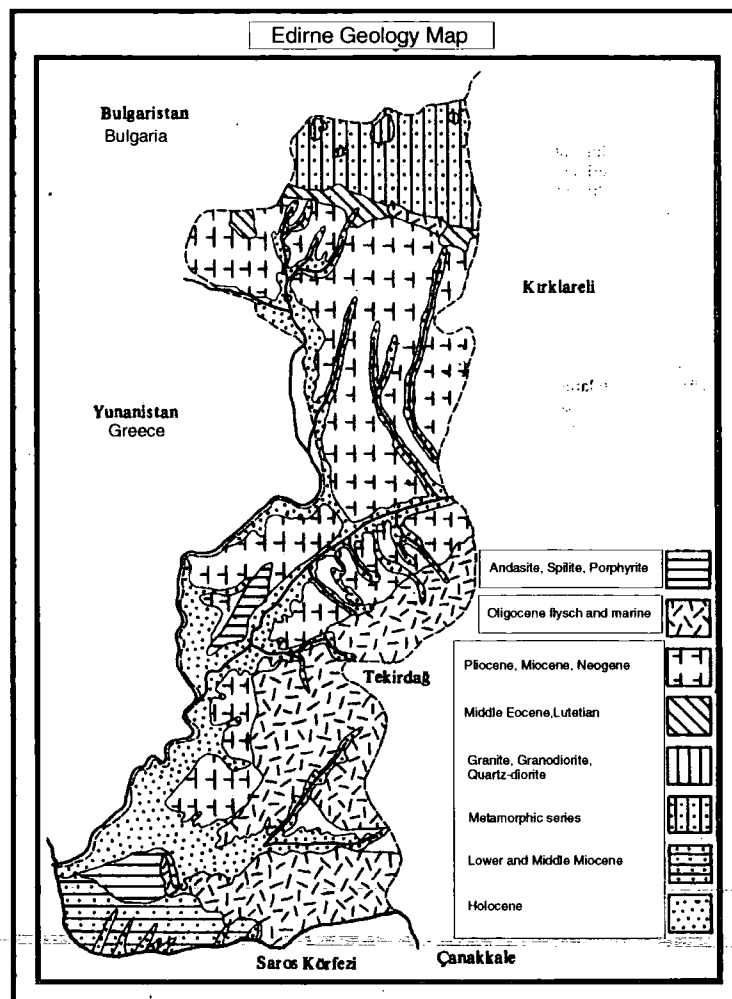 Edirne Geology Map
Bulgaristan
Bulgaria
Kırklareli
Yunanistan
Greece
Andasite, Spilite, Porphyrite
Oligocene flysch and marine
Tekirdağ
Pliocene, Miocene, Neogene
Middle Eocene,Lutetian
Granite, Granodiorite,
Quartz-diorite
Metamorphic series
Lower and Middle Miocene
Holocene
Saros Körfezi
Çanakkale